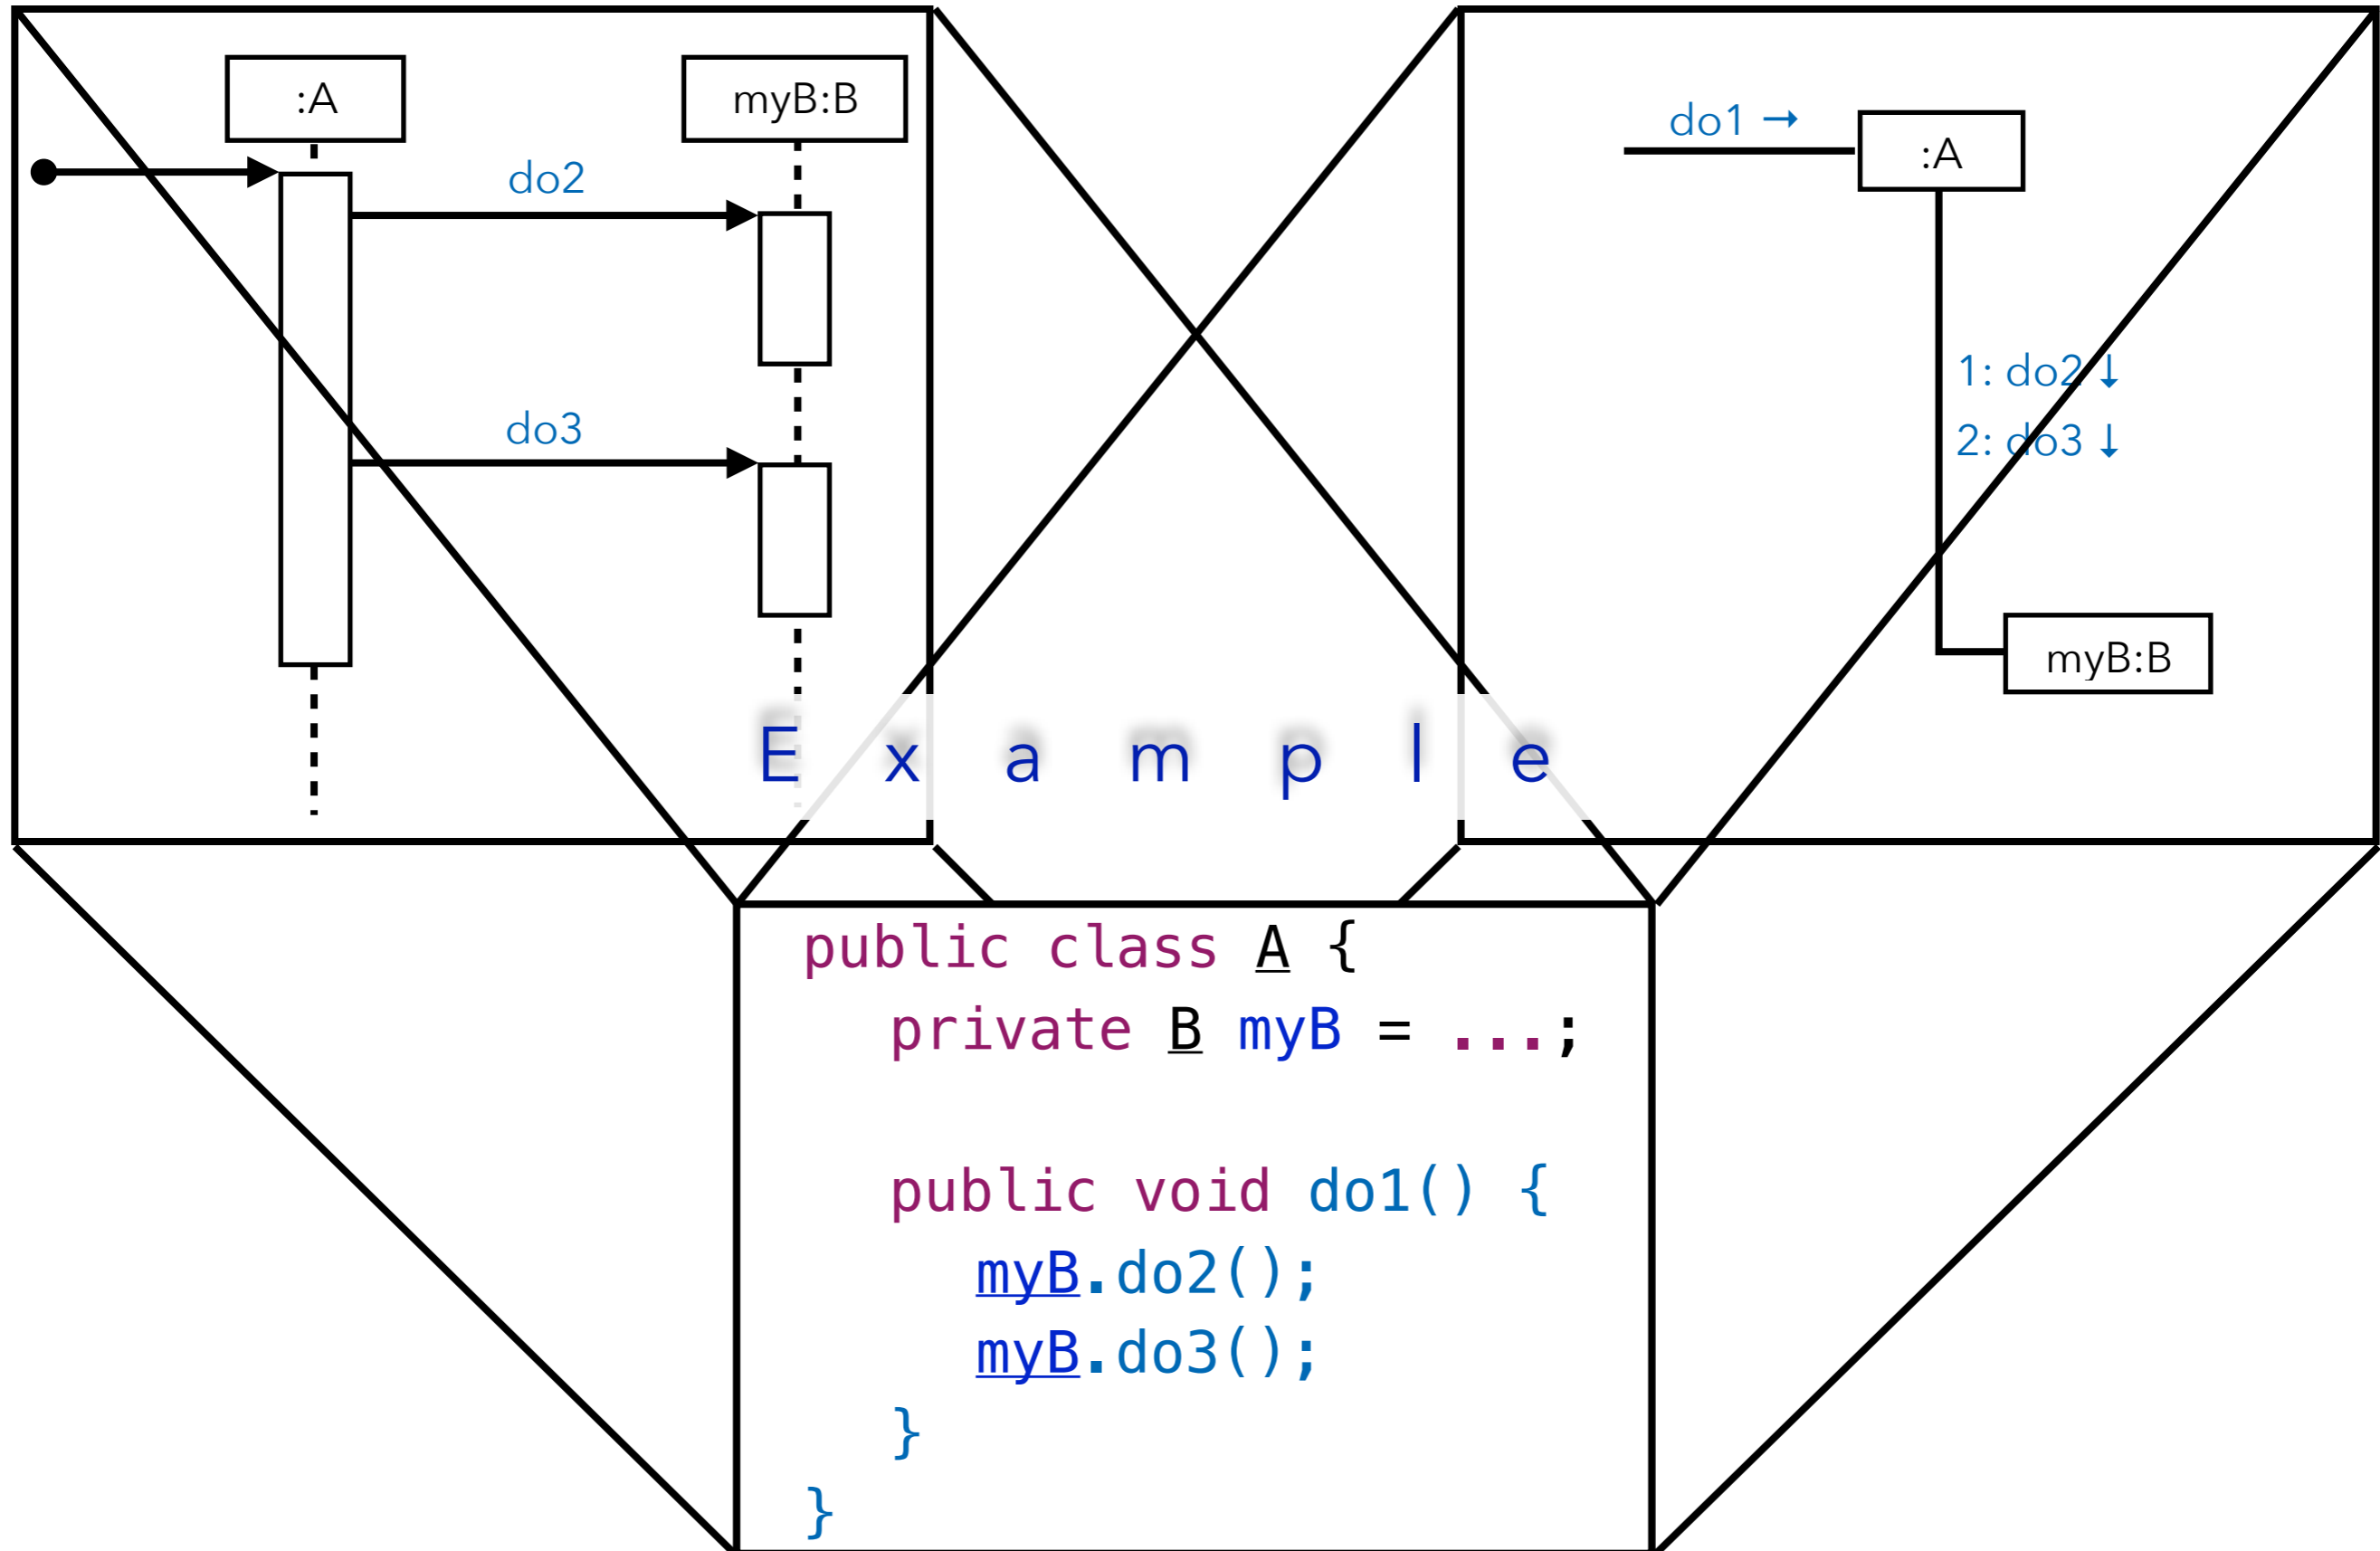 :A
myB:B
do2
do3
do1 →
:A
1: do2 ↓
2: do3 ↓
myB:B
E x a m p l e
public class A {
private B myB = ...;
public void do1() {
myB.do2();
myB.do3();
}
}